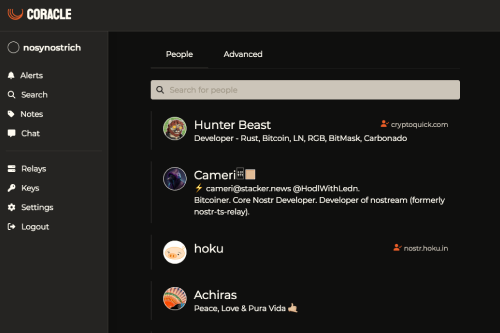 CORACLE
nosynostrich
Alerts
Search
Notes
Chat
Relays
Keys
Settings
Logout
People Advanced
Search for people
Hunter Beast cryptoquick.com
Developer - Rust, Bitcoin, LN, RGB, BitMask, Carbonado
Cameri
⚡ cameri@stacker.news @HodlWithLedn.
Bitcoiner. Core Nostr Developer. Developer of nostream (formerly
nostr-ts-relay).
hoku nostr.hoku.in
Achiras
Peace, Love & Pura Vida 🤙🏼